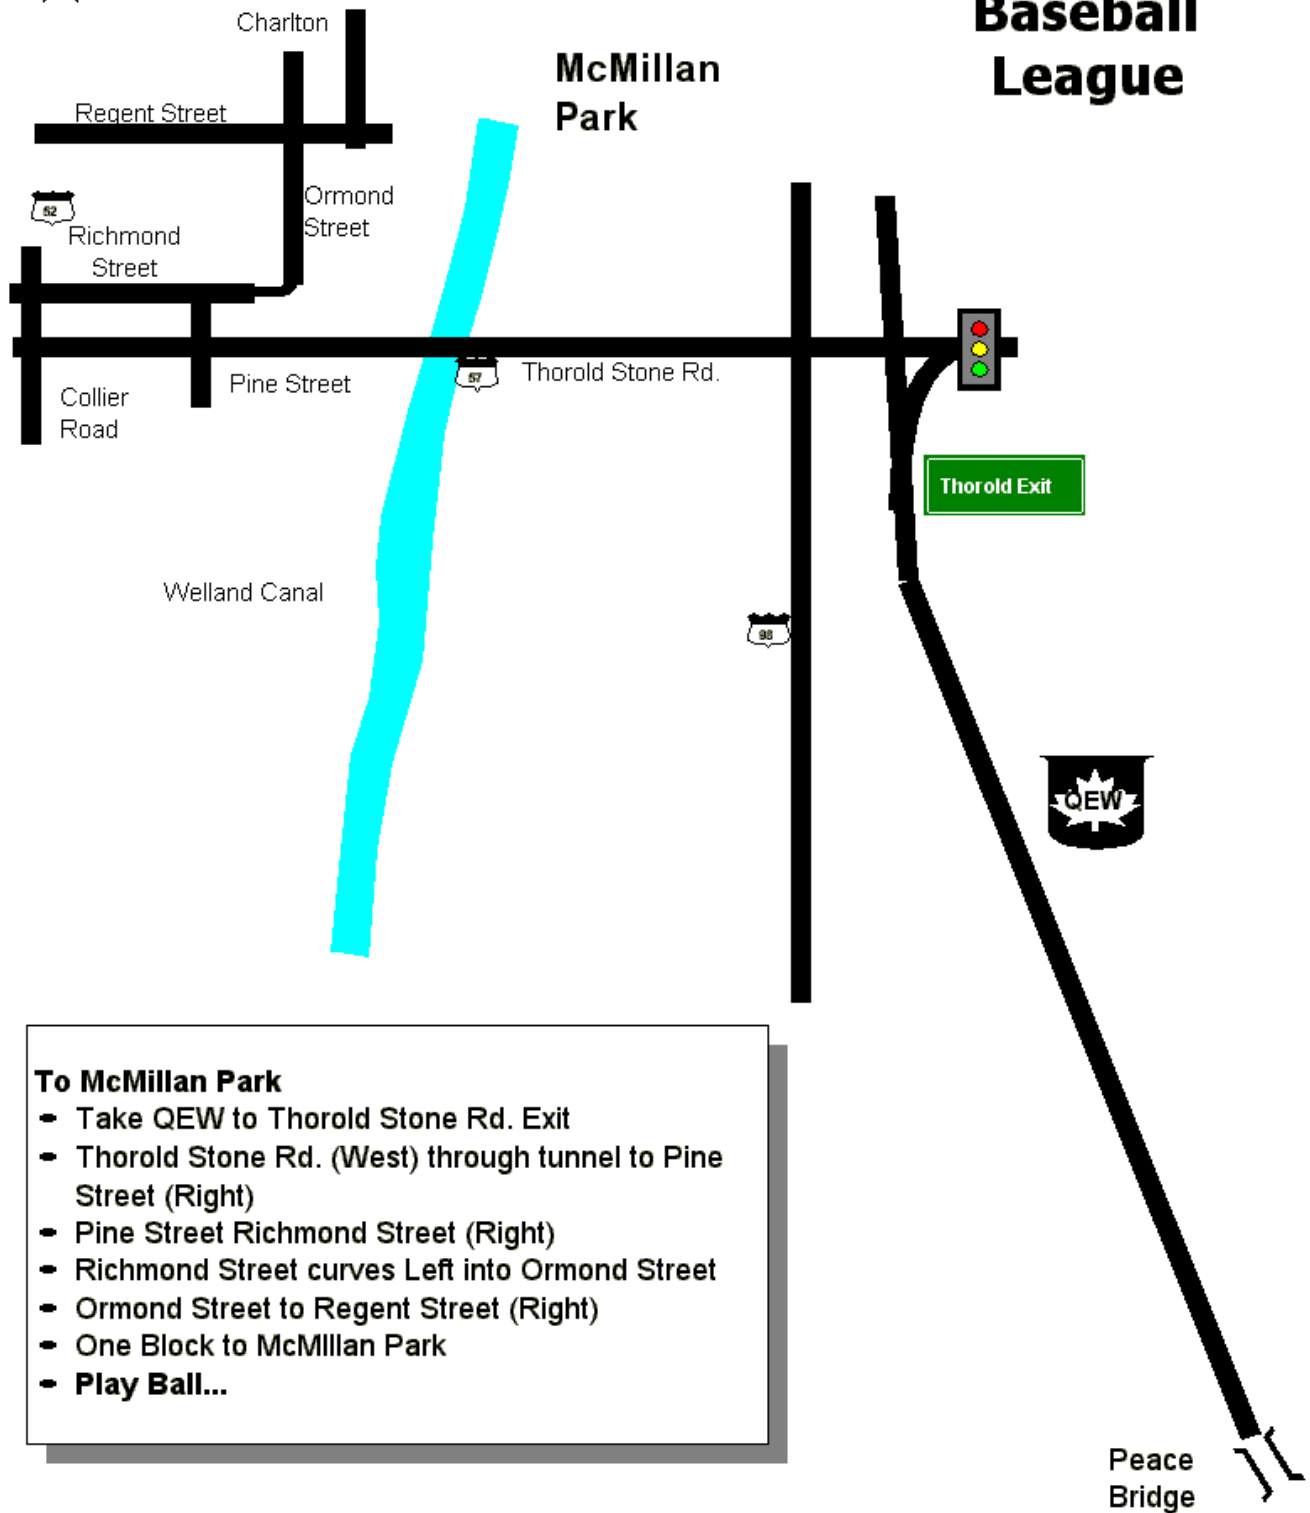 Baseball
League
Charlton
McMillan
Park
Regent Street
Ormond
Street
52
Richmond
Street
57
Thorold Stone Rd.
Pine Street
Collier
Road
Thorold Exit
Welland Canal
98
QEW
To McMillan Park
- Take QEW to Thorold Stone Rd. Exit
- Thorold Stone Rd. (West) through tunnel to Pine
Street (Right)
- Pine Street Richmond Street (Right)
- Richmond Street curves Left into Ormond Street
- Ormond Street to Regent Street (Right)
- One Block to McMIllan Park
- Play Ball...
Peace
Bridge